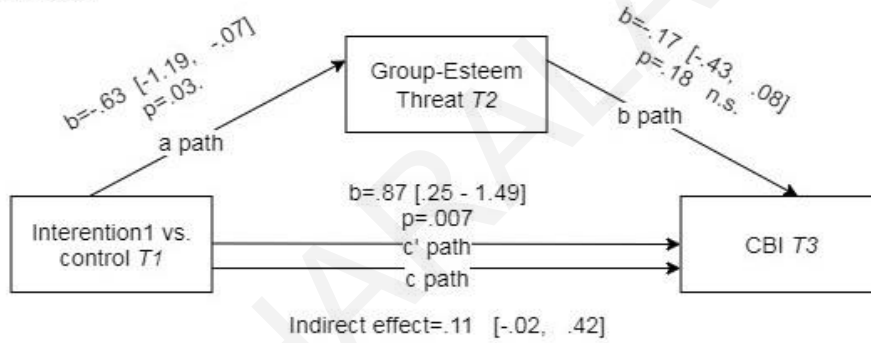 b=-.63 [-1.19, -.07]
p=.03.
a path
Group-Esteem
Threat T2
b=-.17 [-.43, .08]
p=.18 n.s.
b path
Interention1 vs.
control T1
b=.87 [.25 - 1.49]
p=.007
c' path
c path
CBI T3
Indirect effect=.11 [-.02, .42]